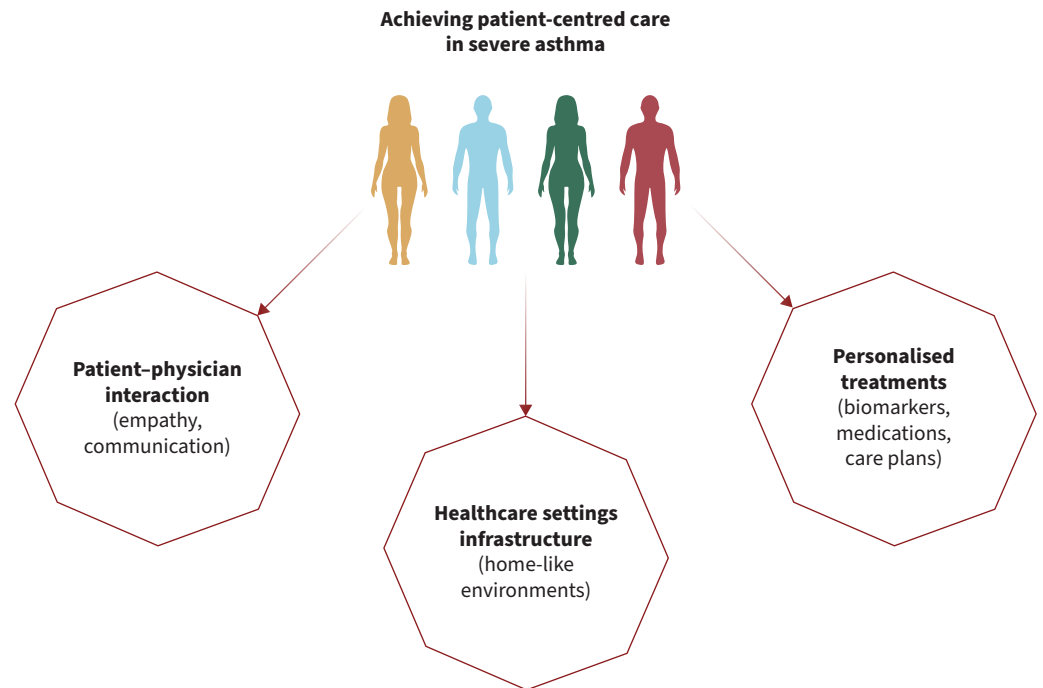 Achieving patient-centred care
in severe asthma
Patient–physician
interaction
(empathy,
communication)
Healthcare settings
infrastructure
(home-like
environments)
Personalised
treatments
(biomarkers,
medications,
care plans)